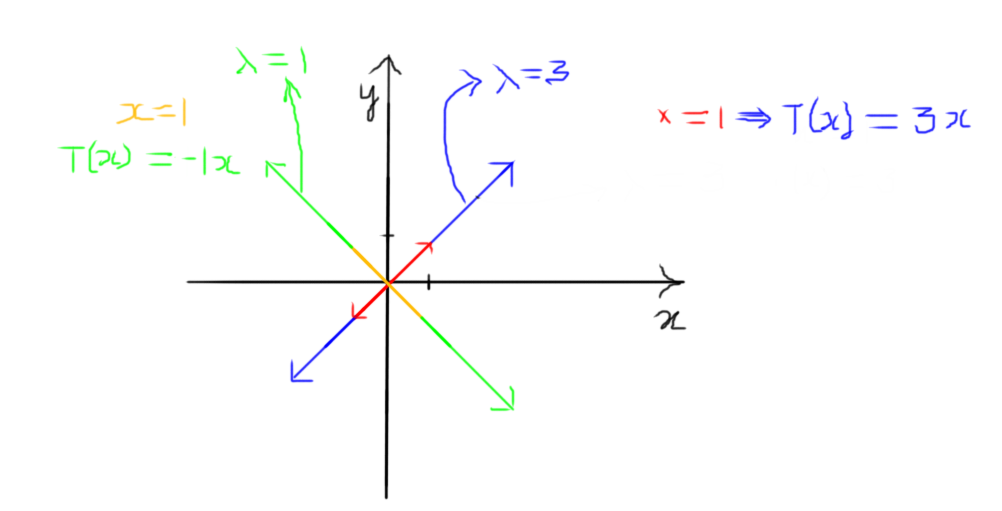 λ=1
λ=3
y
x=1
x=1 ⇒ T(x) = 3x
T(x) = -1x
x